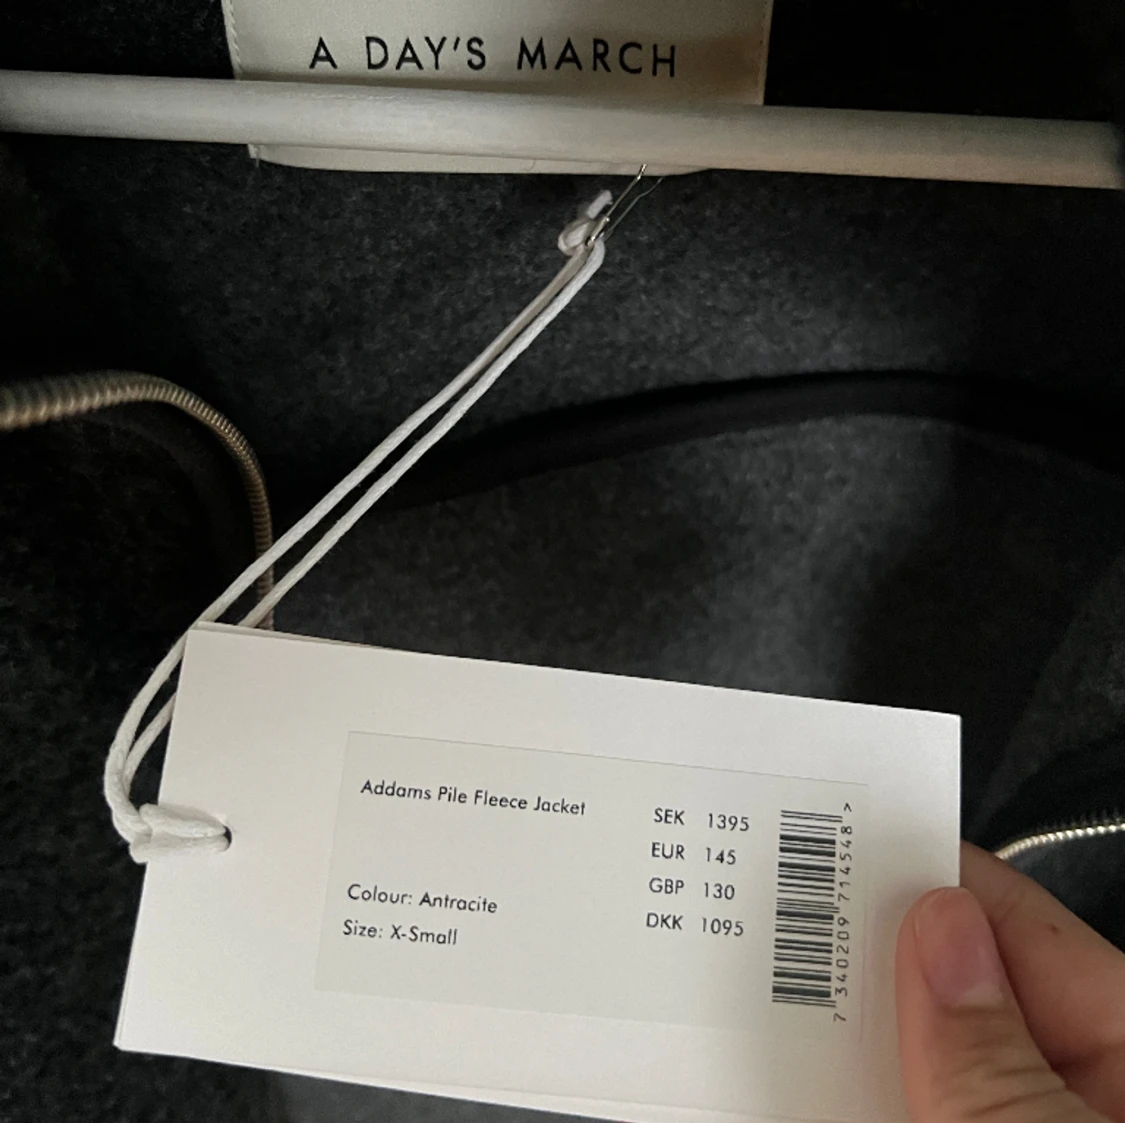 A DAY'S MARCH
Addams Pile Fleece Jacket
Colour: Antracite
Size: X-Small
SEK 1395
EUR 145
GBP 130
DKK 1095
7 340209 714548 >